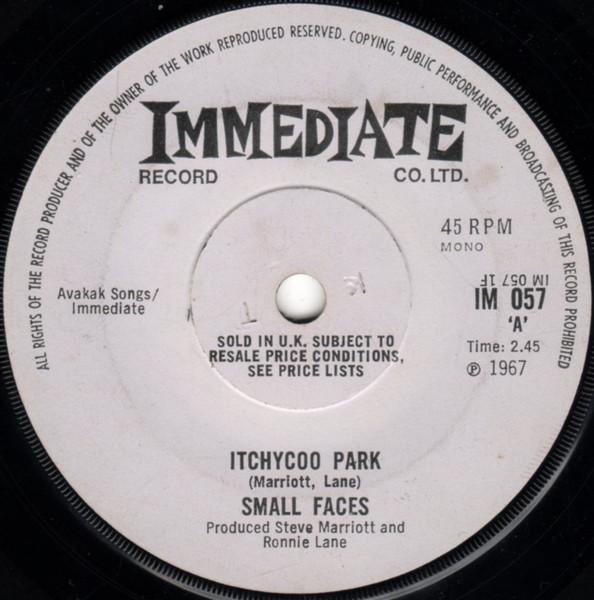 ALL RIGHTS OF THE RECORD PRODUCER AND OF THE OWNER OF THE WORK REPRODUCED RESERVED. COPYING, PUBLIC PERFORMANCE AND BROADCASTING OF THIS RECORD PROHIBITED
IMMEDIATE
RECORD CO. LTD.
45 RPM
MONO
IM 057 1F
Avakak Songs/
Immediate
IM 057
'A'
K
T
Time: 2.45
℗ 1967
SOLD IN U.K. SUBJECT TO
RESALE PRICE CONDITIONS,
SEE PRICE LISTS
ITCHYCOO PARK
(Marriott, Lane)
SMALL FACES
Produced Steve Marriott and
Ronnie Lane